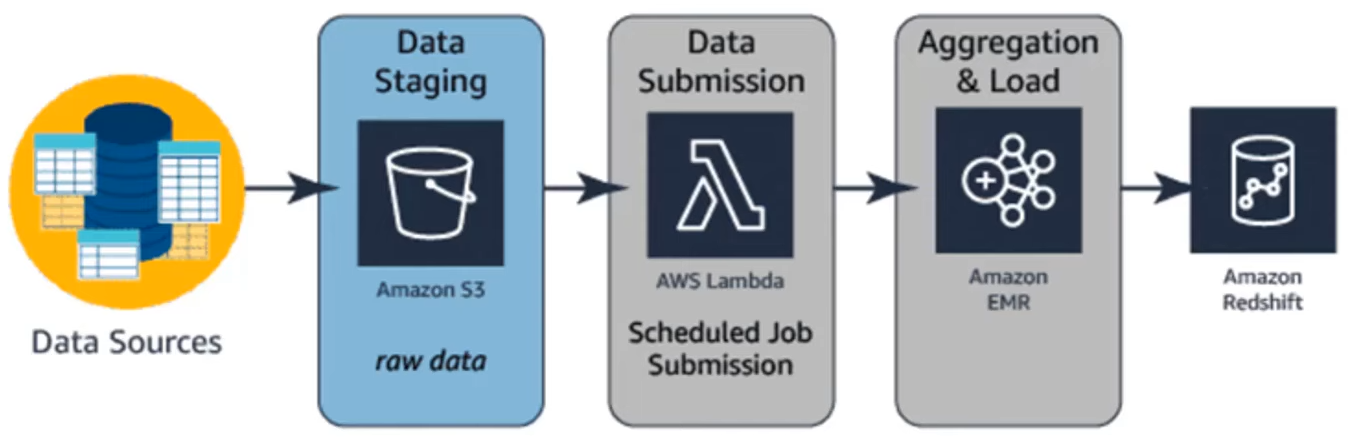 Data Sources
Data
Staging
Amazon S3
raw data
Data
Submission
AWS Lambda
Scheduled Job
Submission
Aggregation
& Load
Amazon
EMR
Amazon
Redshift